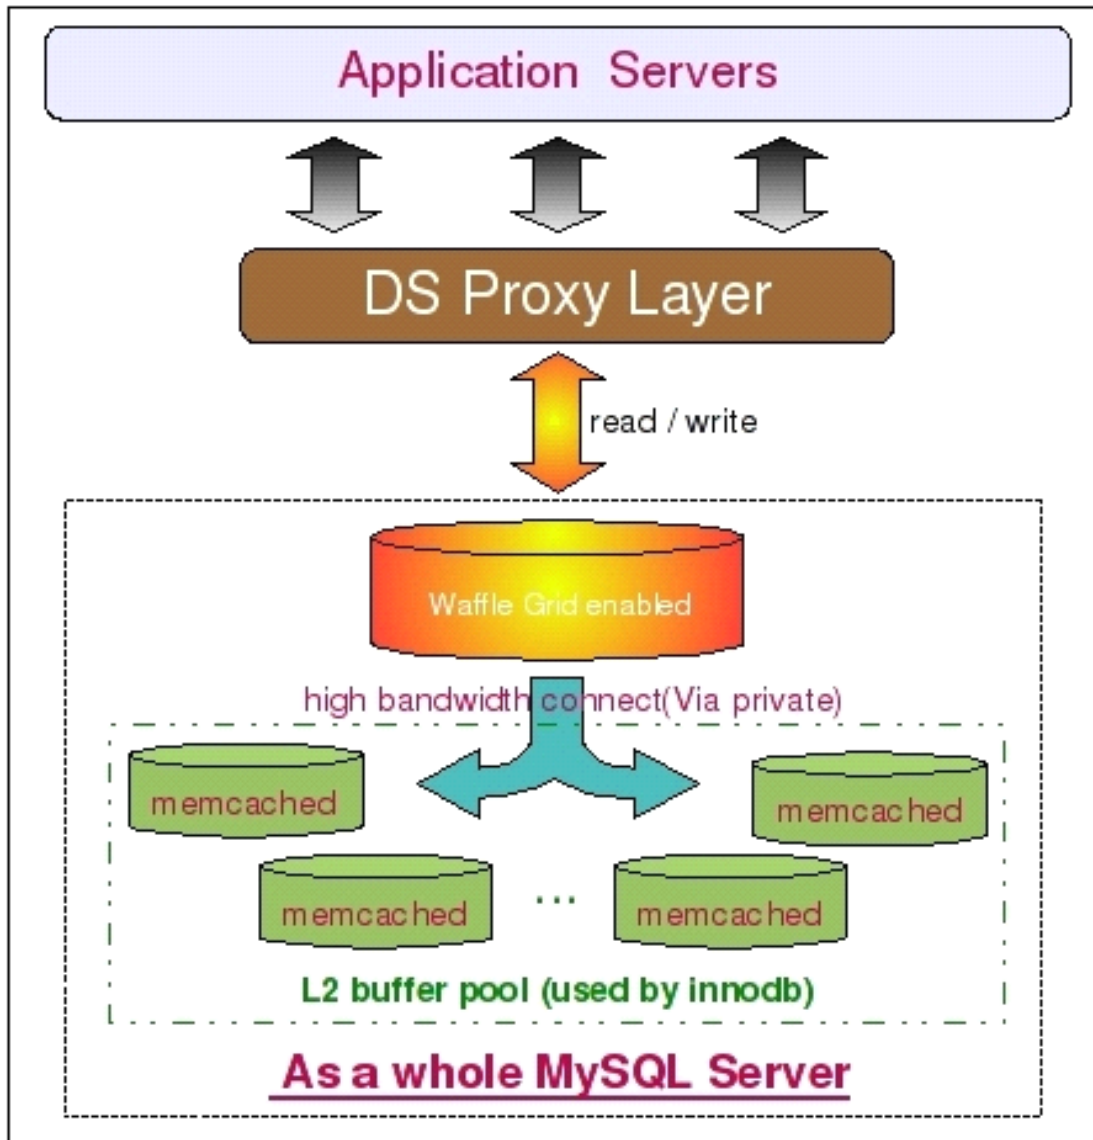 Application Servers
DS Proxy Layer
read / write
Waffle Grid enabled
high bandwidth connect(Via private)
memcached
memcached
memcached
...
memcached
L2 buffer pool (used by innodb)
As a whole MySQL Server